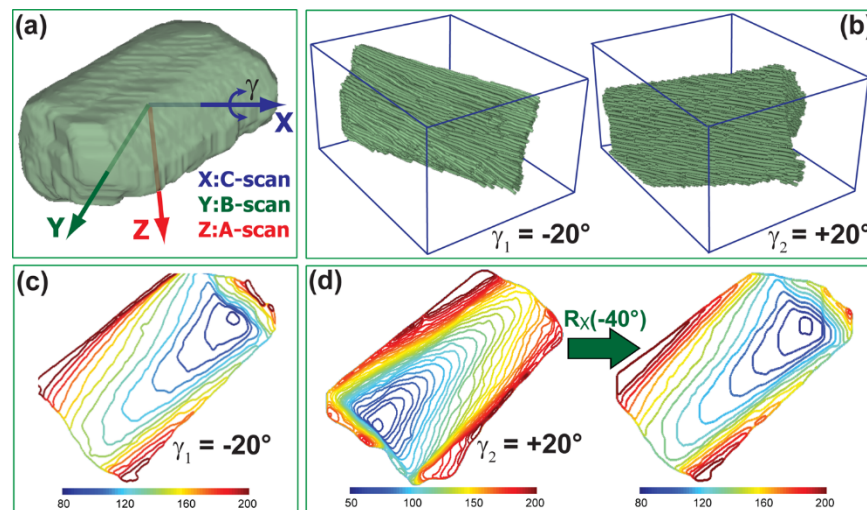 (a)
γ
X
Y
Z
X:C-scan
Y:B-scan
Z:A-scan
(b)
γ1 = -20°
γ2 = +20°
(c)
γ1 = -20°
80 120 160 200
(d)
RX(-40°)
γ2 = +20°
50 100 150 200
80 120 160 200